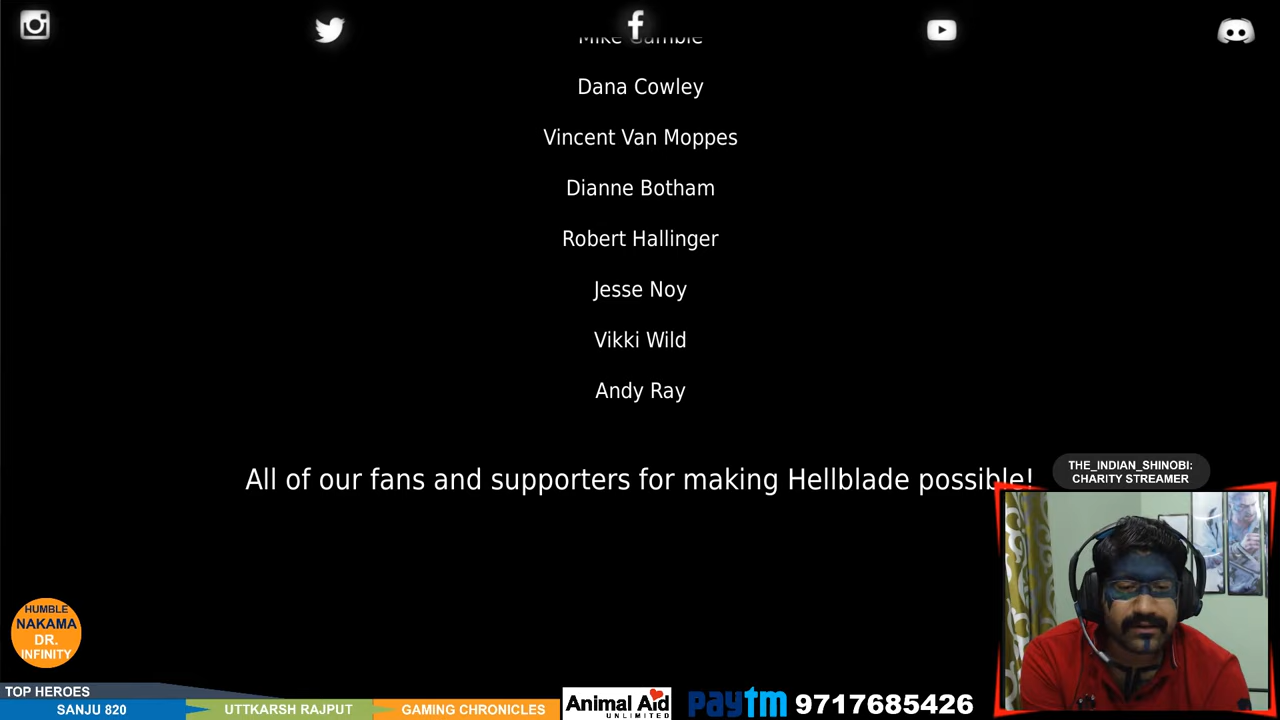 Mike Gamble
Dana Cowley
Vincent Van Moppes
Dianne Botham
Robert Hallinger
Jesse Noy
Vikki Wild
Andy Ray
All of our fans and supporters for making Hellblade possible!
THE_INDIAN_SHINOBI:
CHARITY STREAMER
HUMBLE
NAKAMA
DR.
INFINITY
TOP HEROES
SANJU 820 UTTKARSH RAJPUT GAMING CHRONICLES
Animal Aid
UNLIMITED
paytm 9717685426